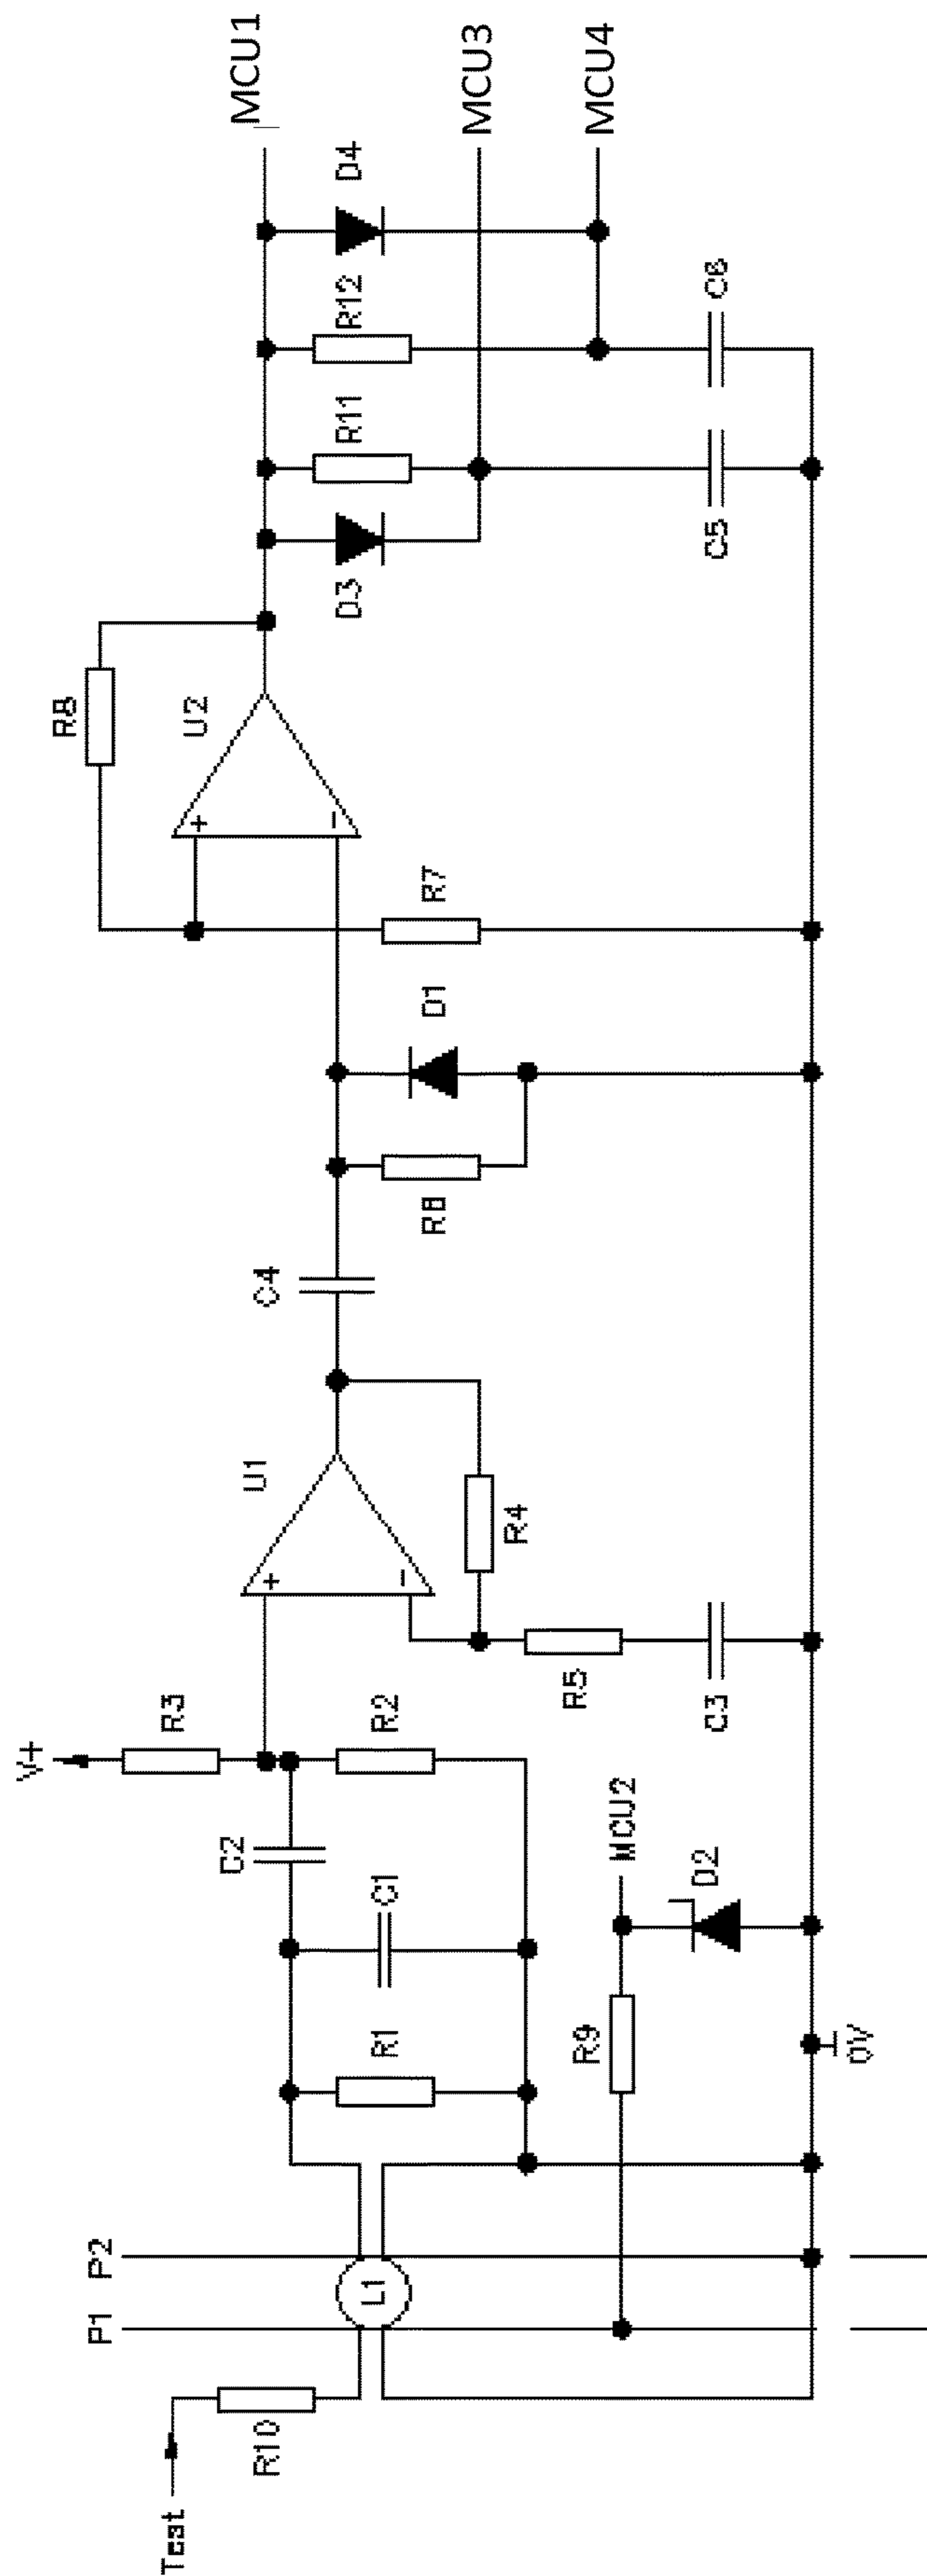 MCU1
MCU3
MCU4
D4
R12
C6
R11
C5
D3
R8
U2
+
−
R7
D1
R8
C4
U1
+
−
R4
R5
C3
V+
R3
R2
C2
C1
MCU2
D2
R1
R9
0V
P1
P2
L1
R10
Test